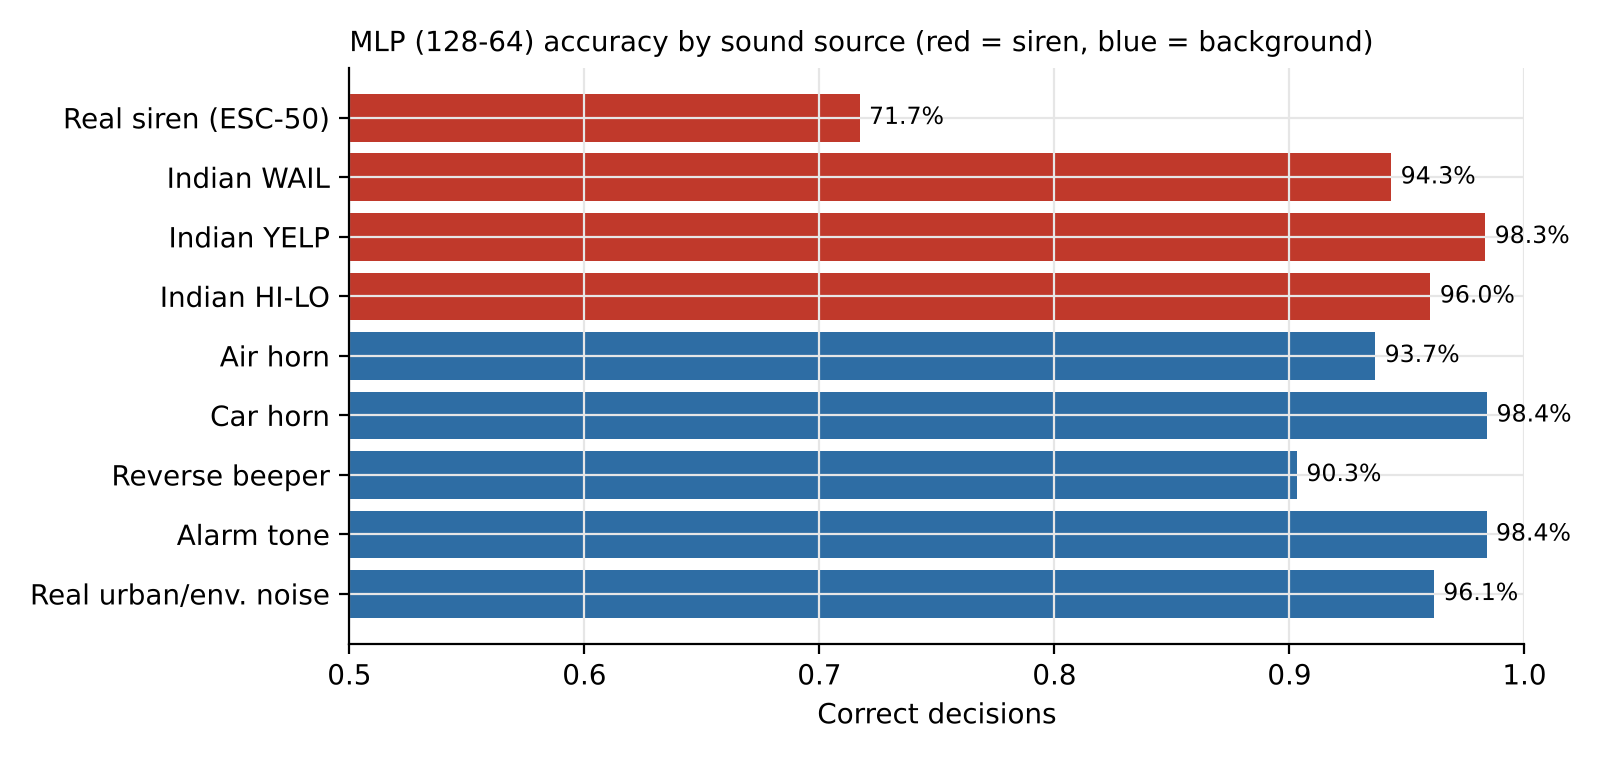 MLP (128-64) accuracy by sound source (red = siren, blue = background)
Real siren (ESC-50) 71.7%
Indian WAIL 94.3%
Indian YELP 98.3%
Indian HI-LO 96.0%
Air horn 93.7%
Car horn 98.4%
Reverse beeper 90.3%
Alarm tone 98.4%
Real urban/env. noise 96.1%
0.5 0.6 0.7 0.8 0.9 1.0
Correct decisions